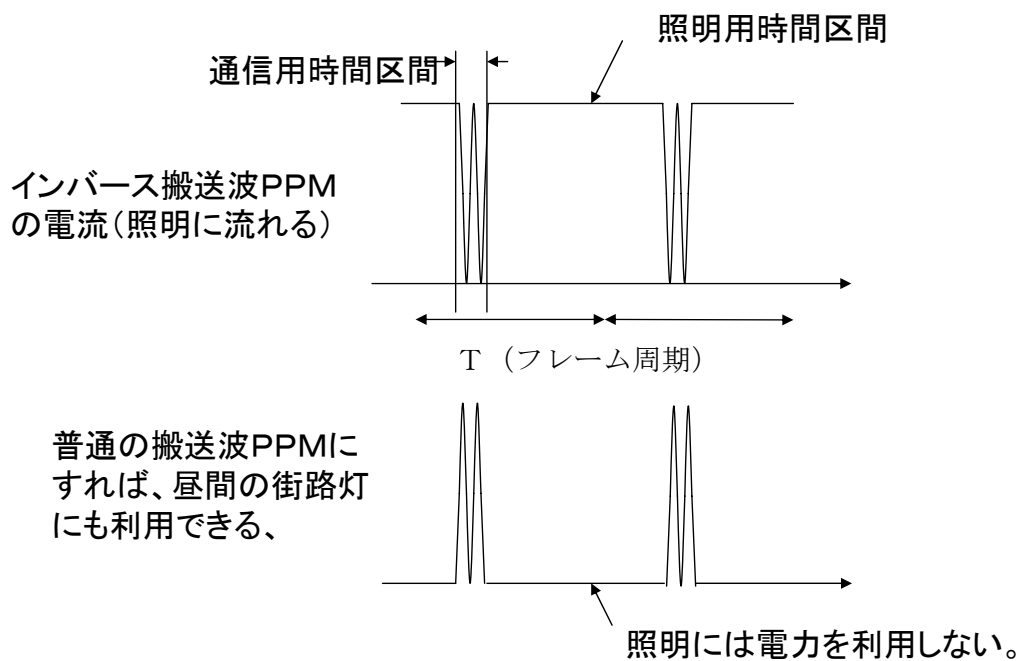 照明用時間区間
通信用時間区間
インバース搬送波PPM
の電流(照明に流れる)
T (フレーム周期)
普通の搬送波PPMに
すれば、昼間の街路灯
にも利用できる、
照明には電力を利用しない。